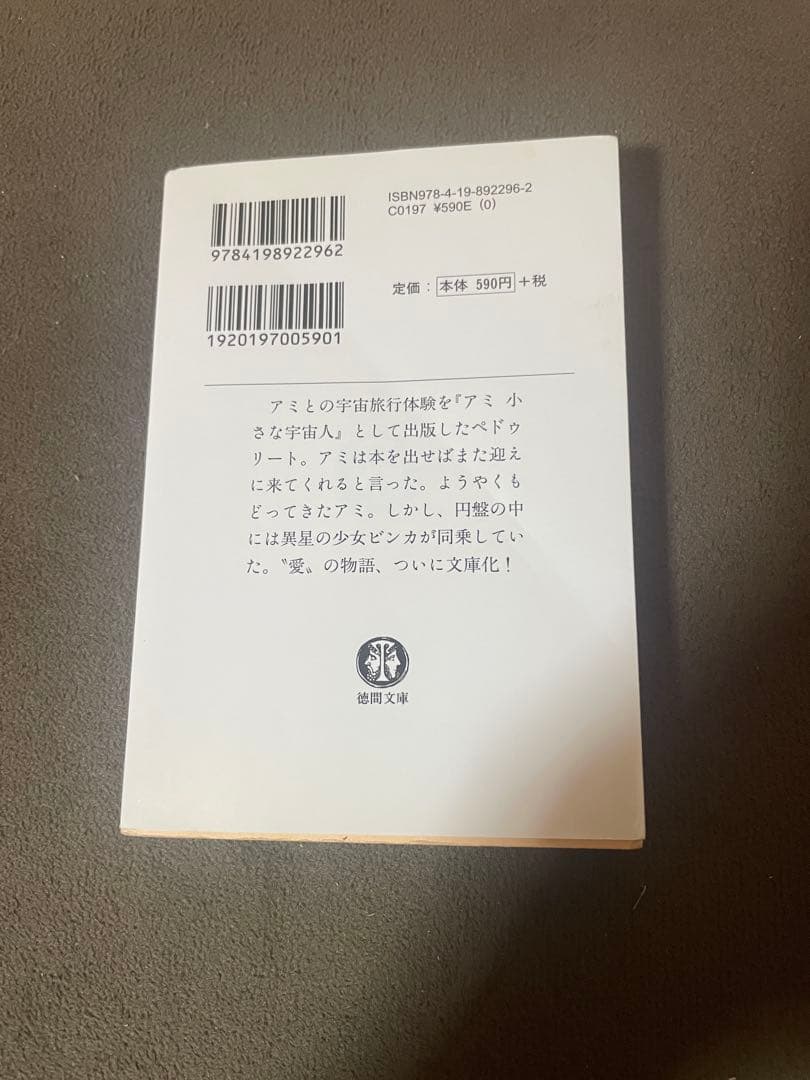 ISBN978-4-19-892296-2
C0197 ¥590E (0)
9784198922962
定価：本体 590円＋税
1920197005901
アミとの宇宙旅行体験を『アミ 小
さな宇宙人』として出版したペドゥ
リート。アミは本を出せばまた迎え
に来てくれると言った。ようやくも
どってきたアミ。しかし、円盤の中
には異星の少女ビンカが同乗してい
た。〝愛〟の物語、ついに文庫化！
徳間文庫